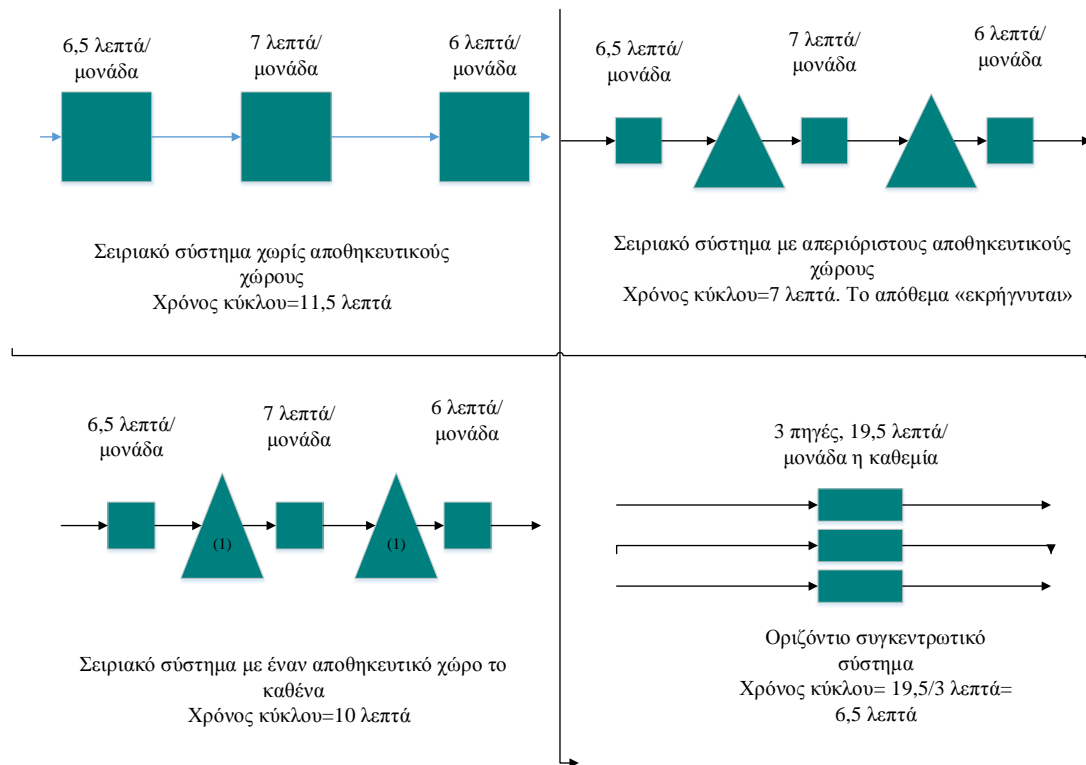 6,5 λεπτά/
μονάδα
7 λεπτά/
μονάδα
6 λεπτά/
μονάδα
Σειριακό σύστημα χωρίς αποθηκευτικούς
χώρους
Χρόνος κύκλου=11,5 λεπτά
6,5 λεπτά/
μονάδα
7 λεπτά/
μονάδα
6 λεπτά/
μονάδα
Σειριακό σύστημα με απεριόριστους αποθηκευτικούς
χώρους
Χρόνος κύκλου=7 λεπτά. Το απόθεμα «εκρήγνυται»
6,5 λεπτά/
μονάδα
7 λεπτά/
μονάδα
6 λεπτά/
μονάδα
(1)
(1)
Σειριακό σύστημα με έναν αποθηκευτικό χώρο το
καθένα
Χρόνος κύκλου=10 λεπτά
3 πηγές, 19,5 λεπτά/
μονάδα η καθεμία
Οριζόντιο συγκεντρωτικό
σύστημα
Χρόνος κύκλου= 19,5/3 λεπτά=
6,5 λεπτά